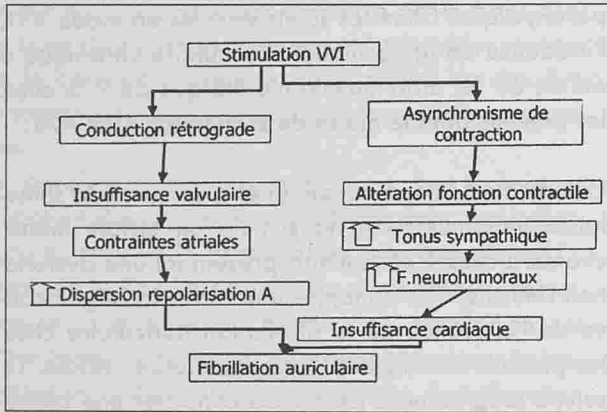 Stimulation VVI
Conduction rétrograde
Asynchronisme de
contraction
Insuffisance valvulaire
Altération fonction contractile
Contraintes atriales
Tonus sympathique
Dispersion repolarisation A
F.neurohumoraux
Insuffisance cardiaque
Fibrillation auriculaire